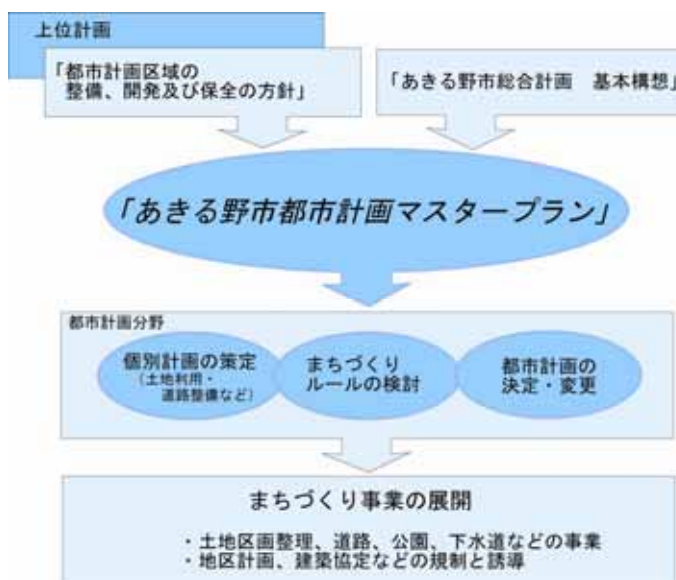 上位計画
「都市計画区域の
整備、開発及び保全の方針」
「あきる野市総合計画　基本構想」
「あきる野市都市計画マスタープラン」
都市計画分野
個別計画の策定
（土地利用・
道路整備など）
まちづくり
ルールの検討
都市計画の
決定・変更
まちづくり事業の展開
・土地区画整理、道路、公園、下水道などの事業
・地区計画、建築協定などの規制と誘導